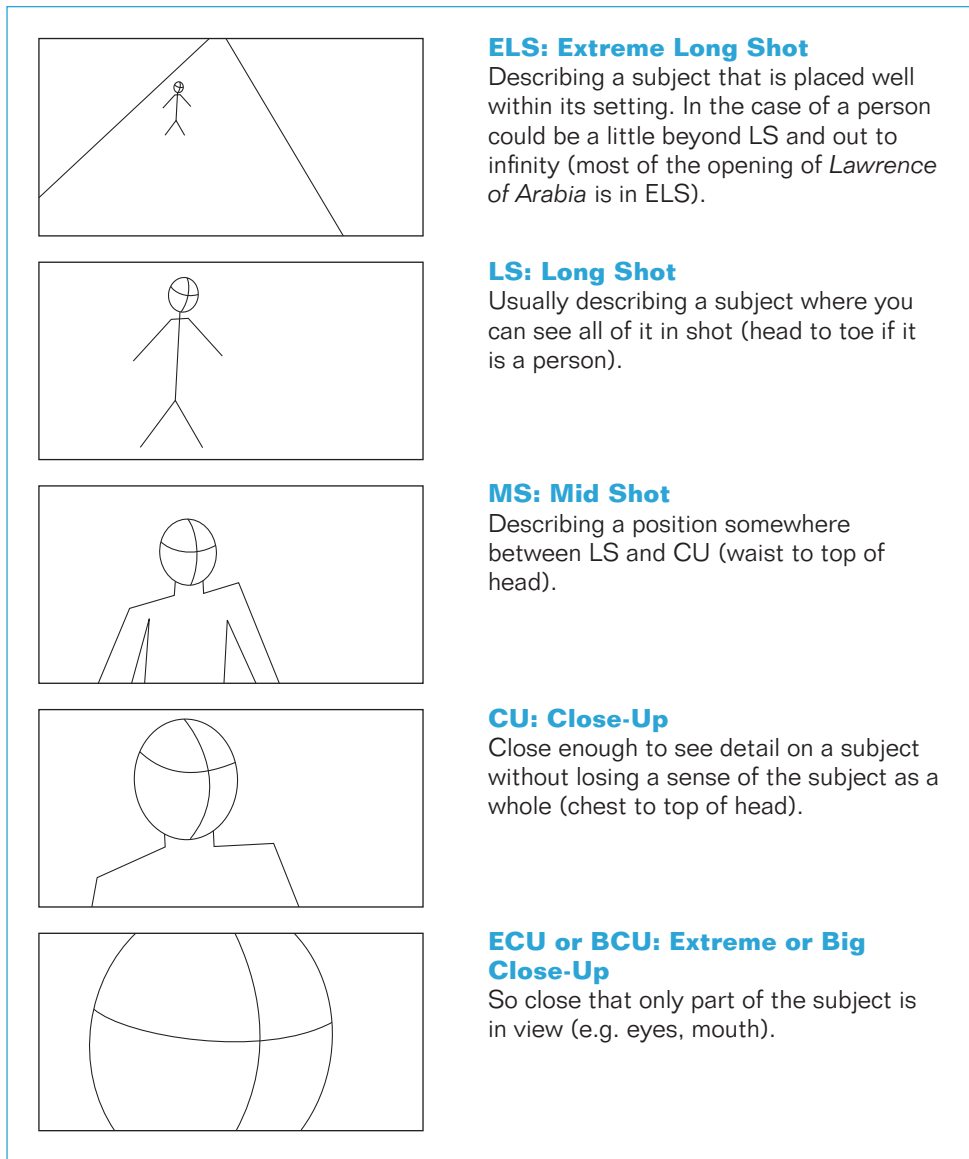 ELS: Extreme Long Shot
Describing a subject that is placed well
within its setting. In the case of a person
could be a little beyond LS and out to
infinity (most of the opening of Lawrence
of Arabia is in ELS).
LS: Long Shot
Usually describing a subject where you
can see all of it in shot (head to toe if it
is a person).
MS: Mid Shot
Describing a position somewhere
between LS and CU (waist to top of
head).
CU: Close-Up
Close enough to see detail on a subject
without losing a sense of the subject as a
whole (chest to top of head).
ECU or BCU: Extreme or Big
Close-Up
So close that only part of the subject is
in view (e.g. eyes, mouth).